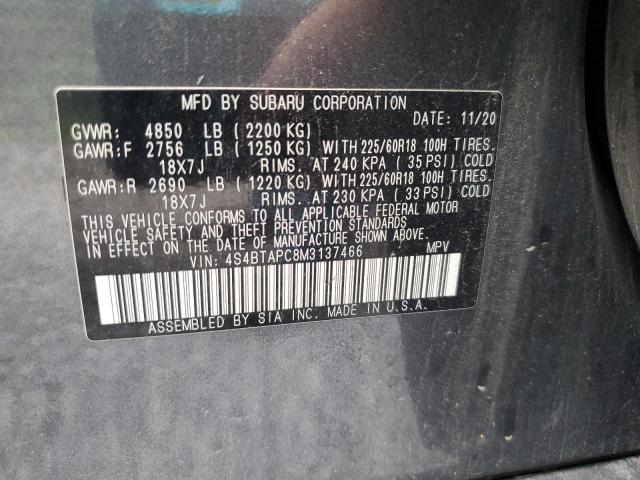 MFD BY SUBARU CORPORATION
DATE: 11/20
GVWR: 4850 LB (2200 KG)
GAWR:F 2756 LB (1250 KG) WITH 225/60R18 100H TIRES.
18X7J RIMS. AT 240 KPA (35 PSI) COLD
GAWR:R 2690 LB (1220 KG) WITH 225/60R18 100H TIRES.
18X7J RIMS. AT 230 KPA (33 PSI) COLD
THIS VEHICLE CONFORMS TO ALL APPLICABLE FEDERAL MOTOR
VEHICLE SAFETY AND THEFT PREVENTION STANDARDS
IN EFFECT ON THE DATE OF MANUFACTURE SHOWN ABOVE.
VIN: 4S4BTAPC8M3137466 MPV
ASSEMBLED BY SIA INC. MADE IN U.S.A.